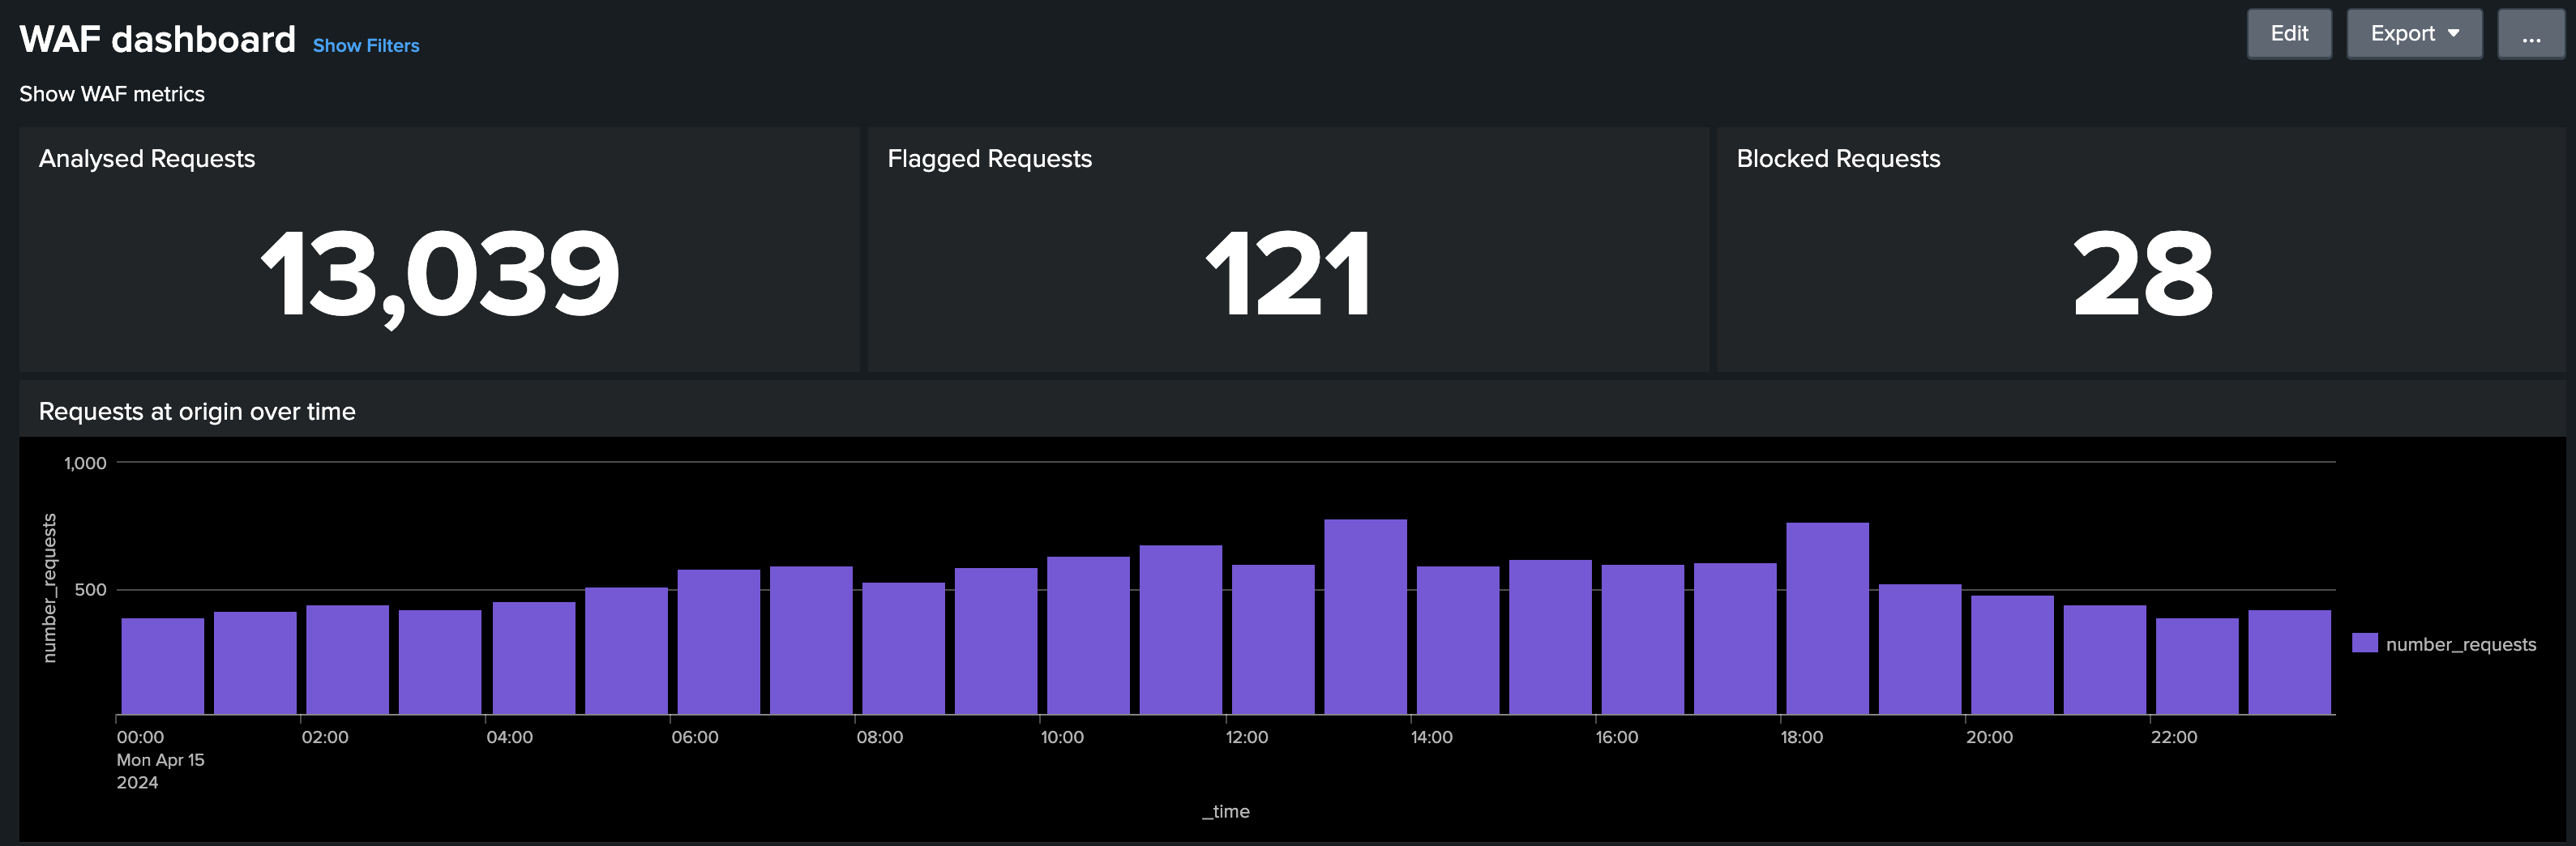 WAF dashboard Show Filters
Edit Export ...
Show WAF metrics
Analysed Requests
13,039
Flagged Requests
121
Blocked Requests
28
Requests at origin over time
1,000
500
number_requests
00:00 02:00 04:00 06:00 08:00 10:00 12:00 14:00 16:00 18:00 20:00 22:00
Mon Apr 15
2024
_time
number_requests